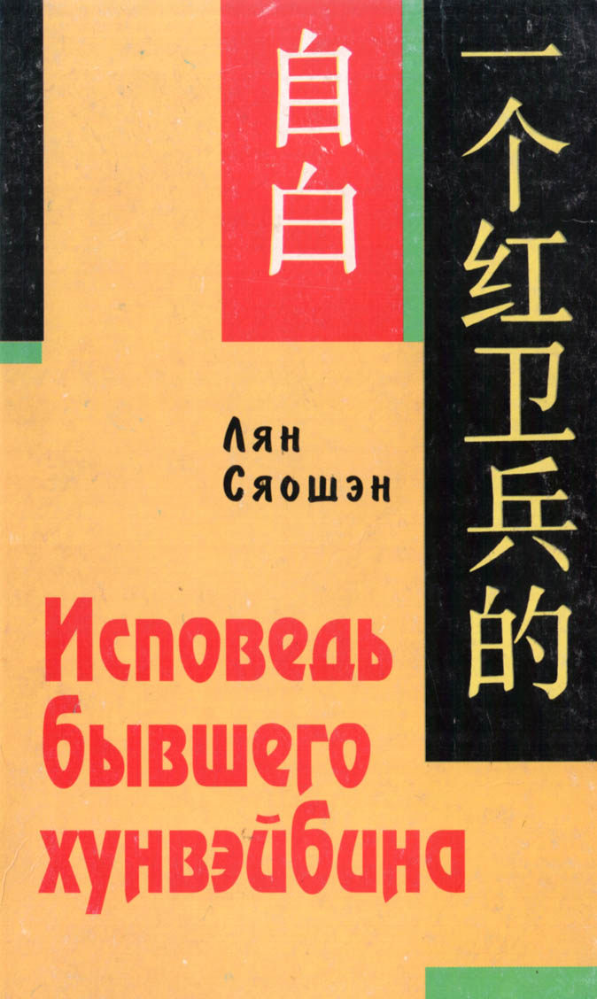 一个红卫兵的
自白
Лян
Сяошэн
Исповедь
бывшего
хунвэйбина